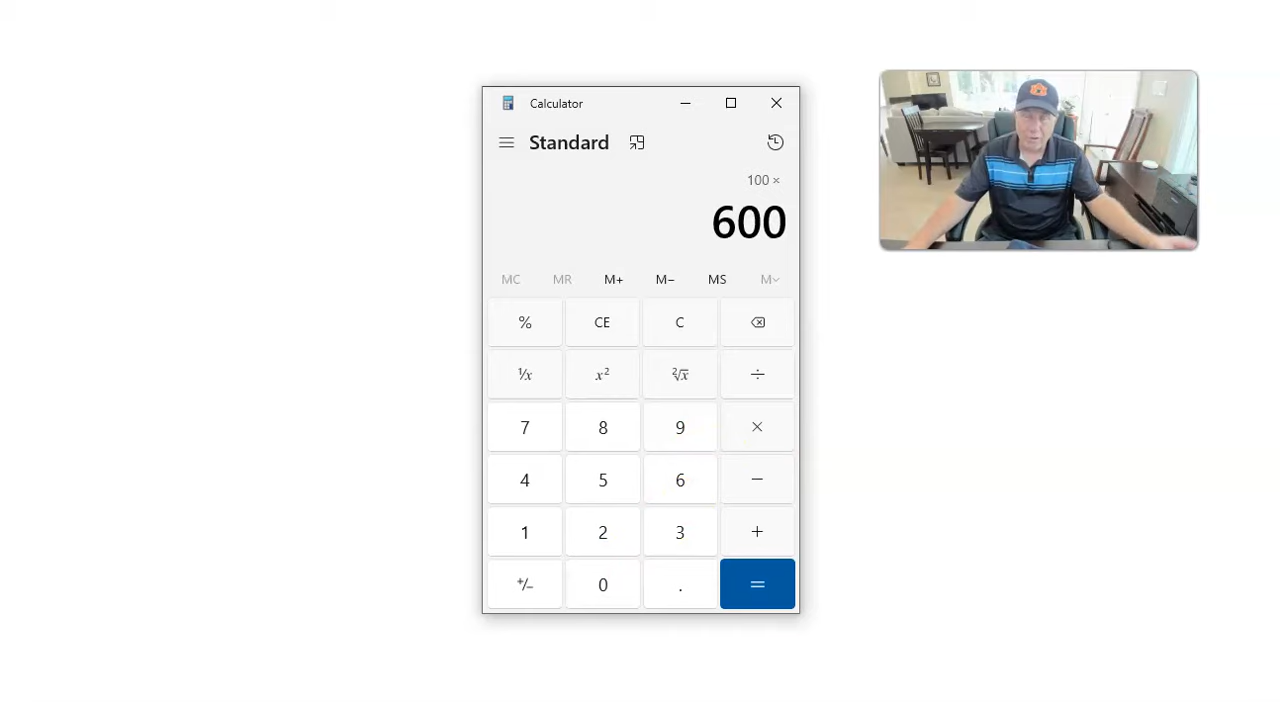 Calculator
Standard
100 ×
600
MC MR M+ M− MS M
% CE C
¹/x x² ²√x ÷
7 8 9 ×
4 5 6 −
1 2 3 +
+/− 0 . =